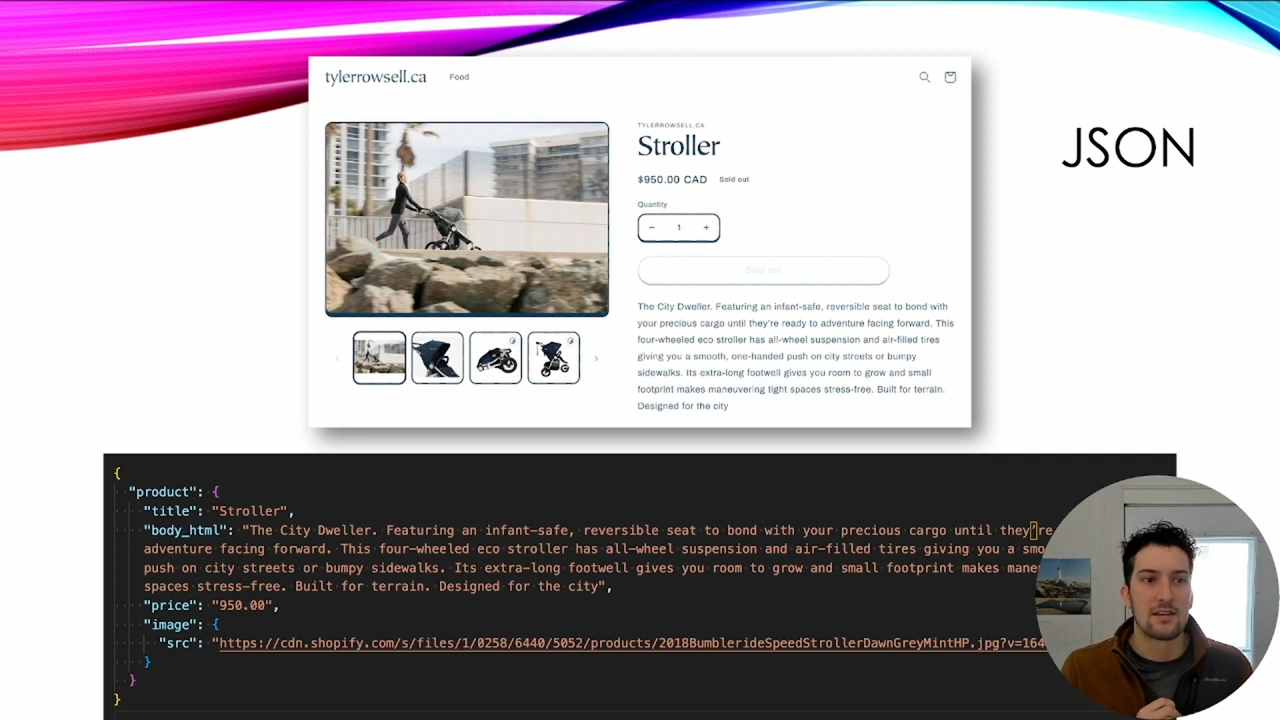 tylerrowsell.ca
Food
TYLERROWSELL.CA
Stroller
$950.00 CAD Sold out
Quantity
− 1 +
Sold out
The City Dweller. Featuring an infant-safe, reversible seat to bond with
your precious cargo until they're ready to adventure facing forward. This
four-wheeled eco stroller has all-wheel suspension and air-filled tires
giving you a smooth, one-handed push on city streets or bumpy
sidewalks. Its extra-long footwell gives you room to grow and small
footprint makes maneuvering tight spaces stress-free. Built for terrain.
Designed for the city
JSON
{
"product": {
"title": "Stroller",
"body_html": "The City Dweller. Featuring an infant-safe, reversible seat to bond with your precious cargo until they’re
adventure facing forward. This four-wheeled eco stroller has all-wheel suspension and air-filled tires giving you a smo
push on city streets or bumpy sidewalks. Its extra-long footwell gives you room to grow and small footprint makes mane
spaces stress-free. Built for terrain. Designed for the city",
"price": "950.00",
"image": {
"src": "https://cdn.shopify.com/s/files/1/0258/6440/5052/products/2018BumblerideSpeedStrollerDawnGreyMintHP.jpg?v=164
}
}
}